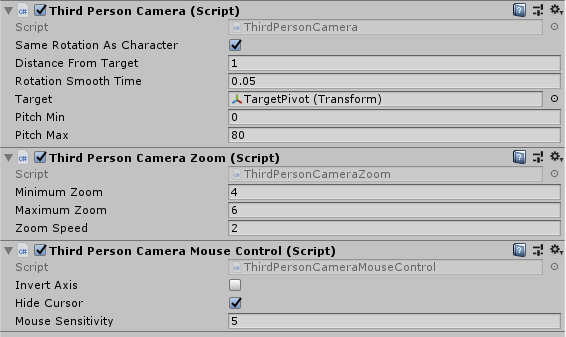 Third Person Camera (Script)
Script ThirdPersonCamera
Same Rotation As Character
Distance From Target 1
Rotation Smooth Time 0.05
Target TargetPivot (Transform)
Pitch Min 0
Pitch Max 80
Third Person Camera Zoom (Script)
Script ThirdPersonCameraZoom
Minimum Zoom 4
Maximum Zoom 6
Zoom Speed 2
Third Person Camera Mouse Control (Script)
Script ThirdPersonCameraMouseControl
Invert Axis
Hide Cursor
Mouse Sensitivity 5